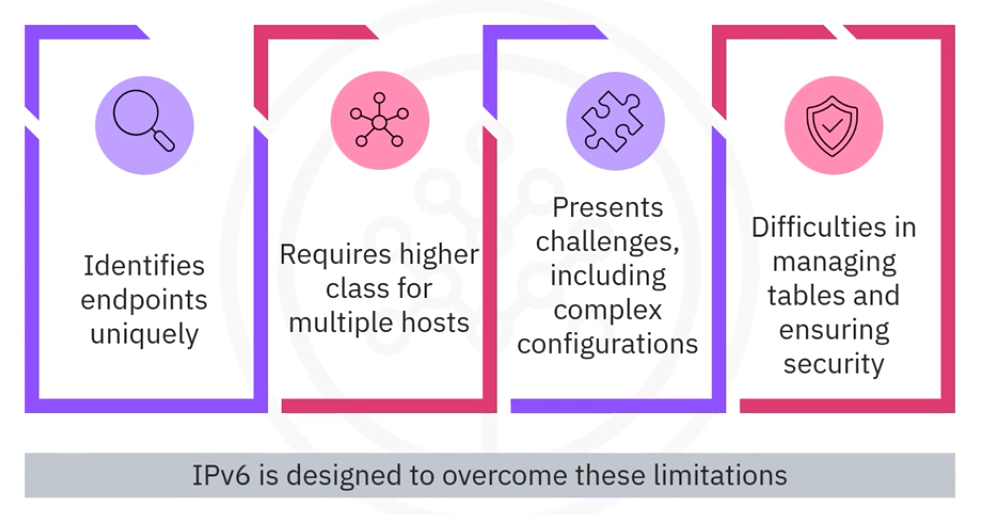 Identifies
endpoints
uniquely
Requires higher
class for
multiple hosts
Presents
challenges,
including
complex
configurations
Difficulties in
managing
tables and
ensuring
security
IPv6 is designed to overcome these limitations